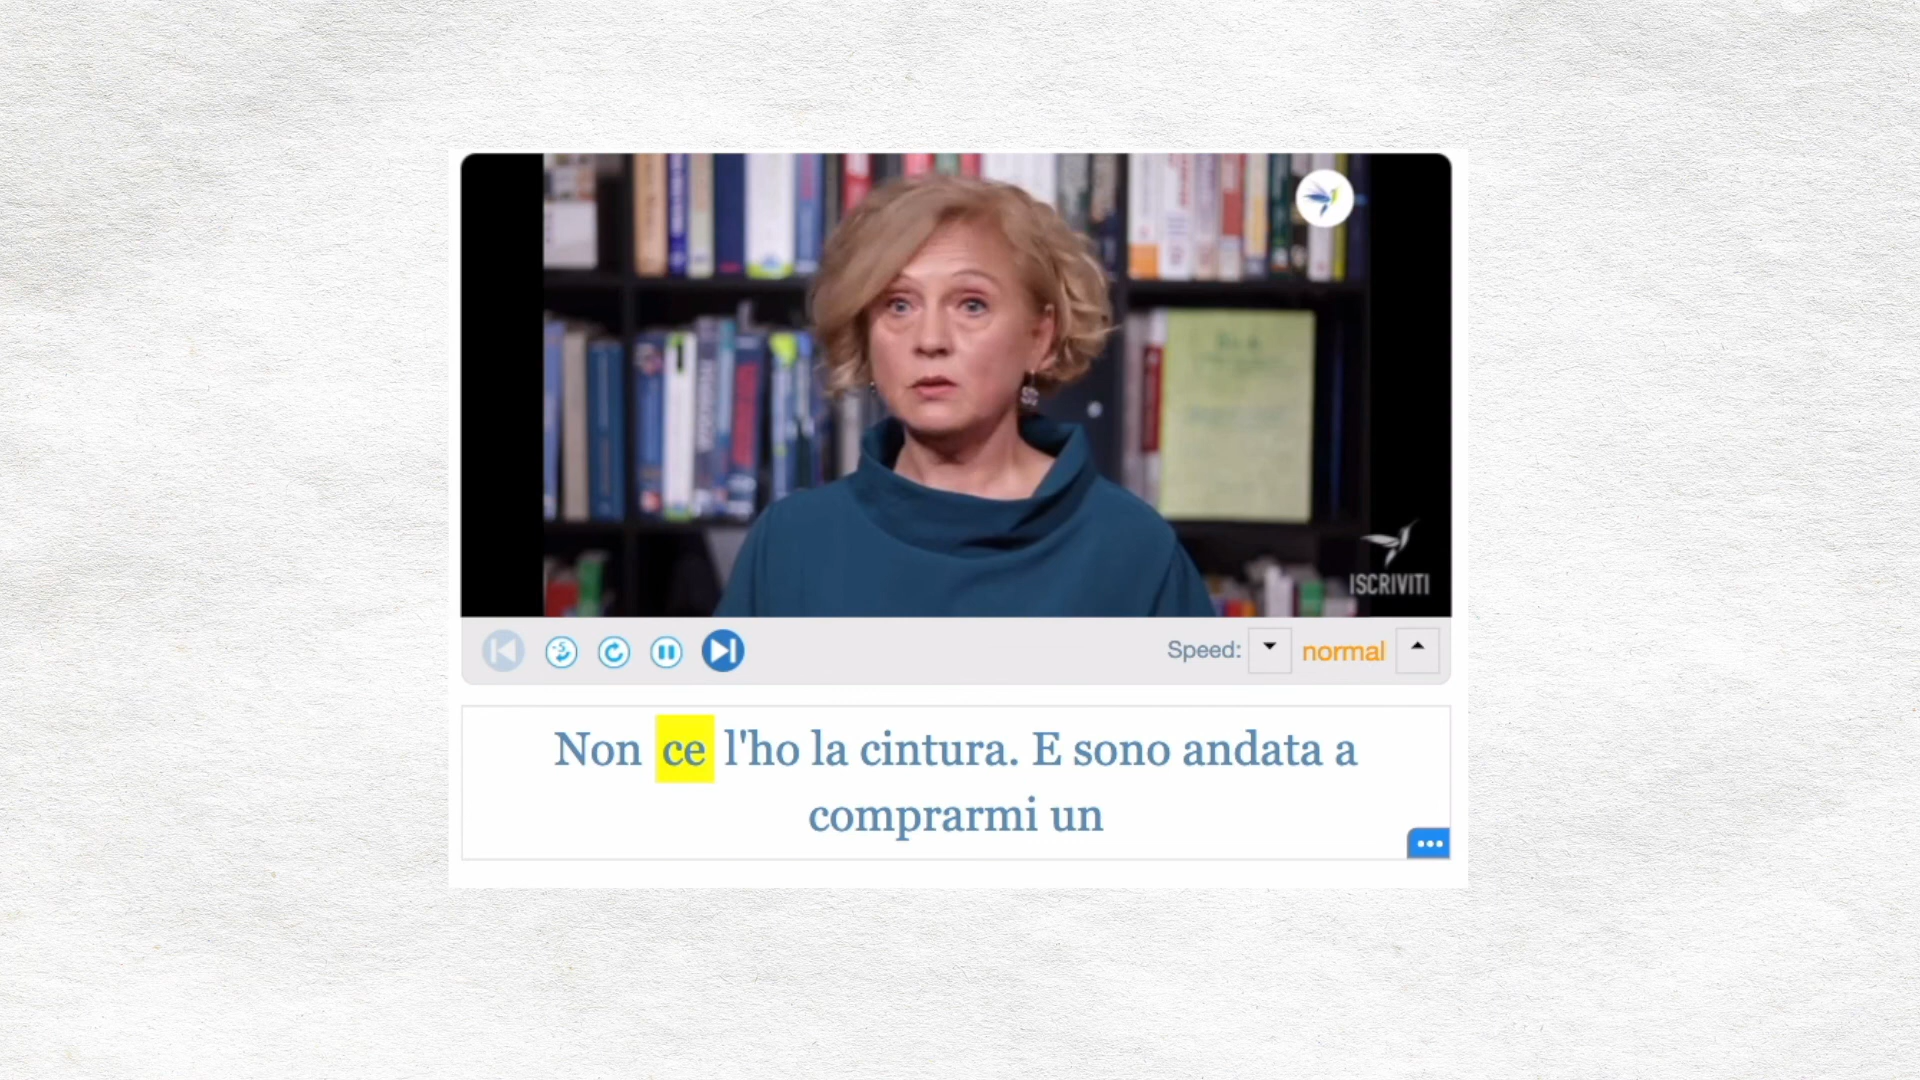 ISCRIVITI
Speed: normal
Non ce l'ho la cintura. E sono andata a
comprarmi un